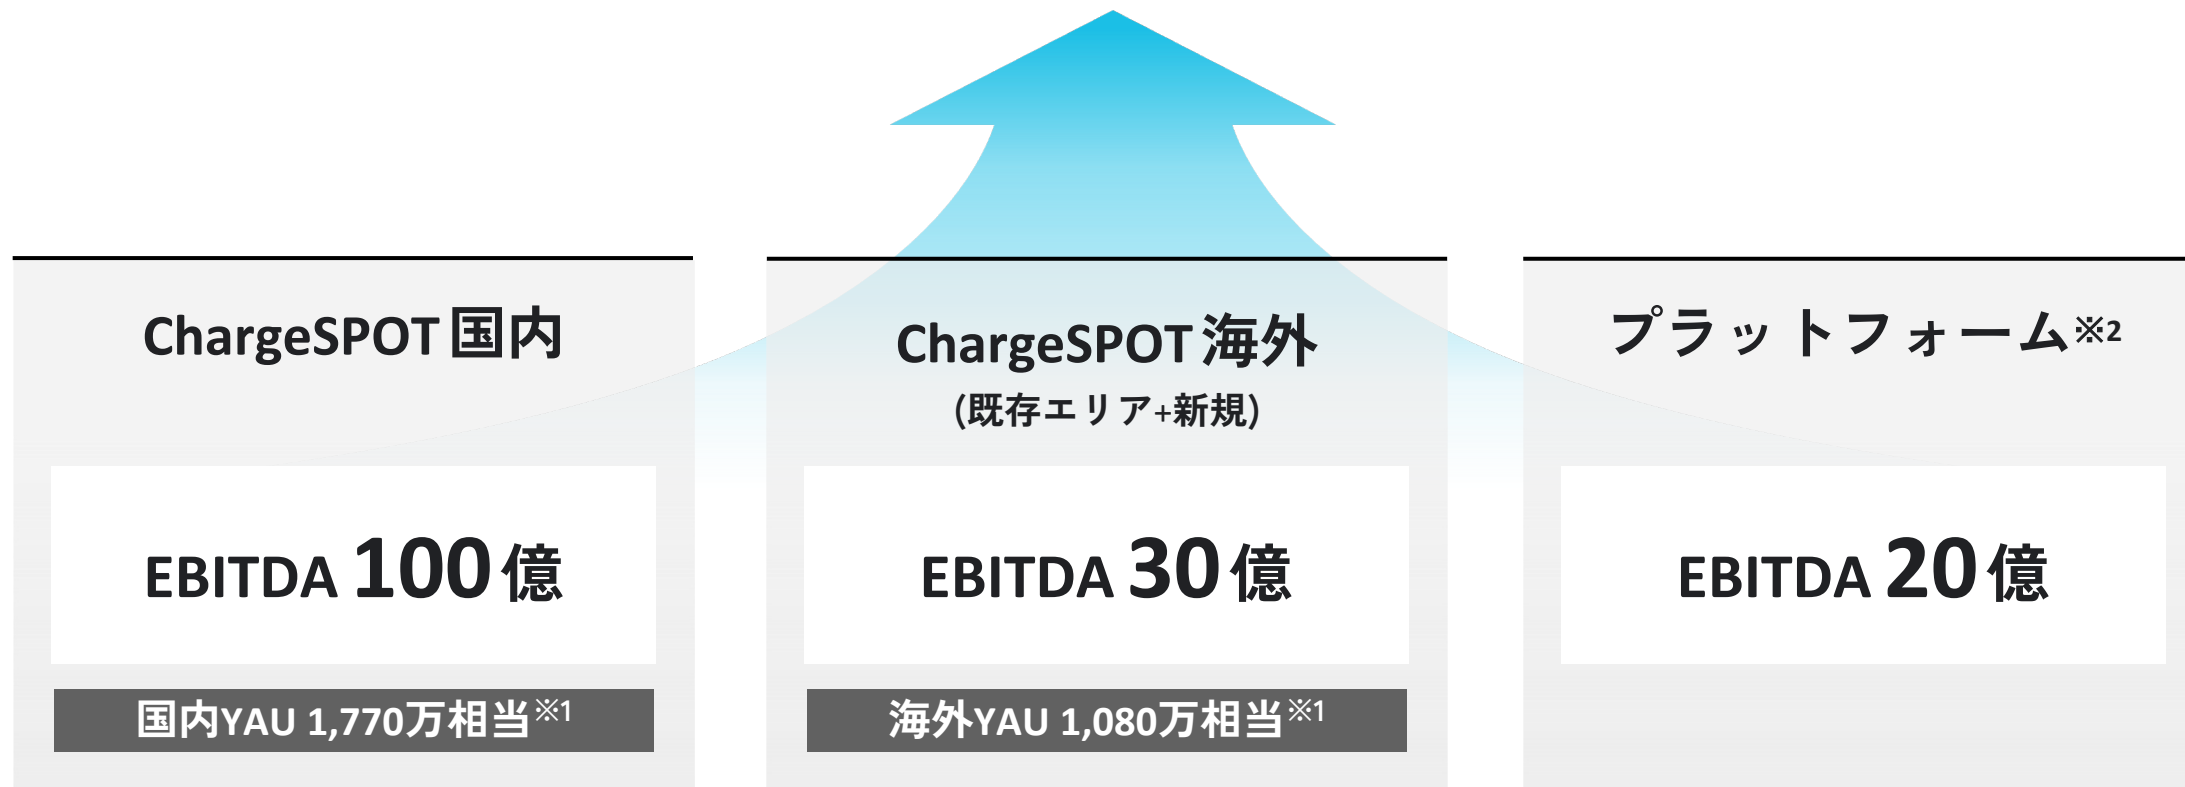 ChargeSPOT 国内
EBITDA 100億
国内YAU 1,770万相当※1
ChargeSPOT 海外
(既存エリア+新規)
EBITDA 30億
海外YAU 1,080万相当※1
プラットフォーム※2
EBITDA 20億